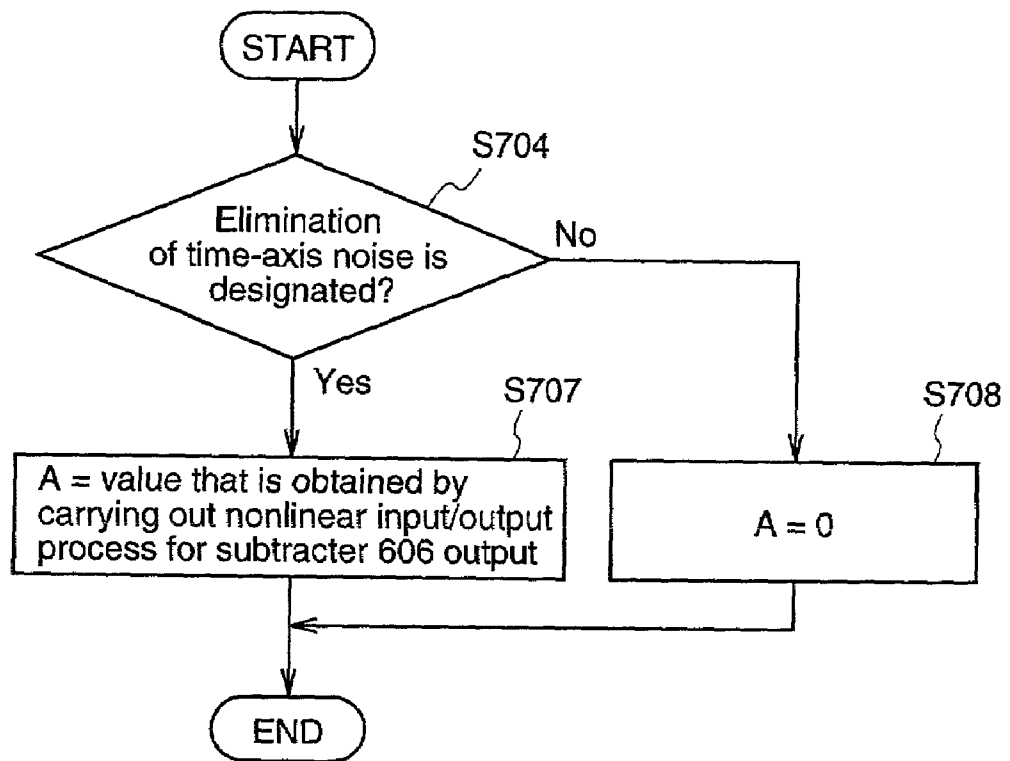 START
S704
Elimination
of time-axis noise is
designated?
No
Yes
S707
A = value that is obtained by
carrying out nonlinear input/output
process for subtracter 606 output
S708
A = 0
END